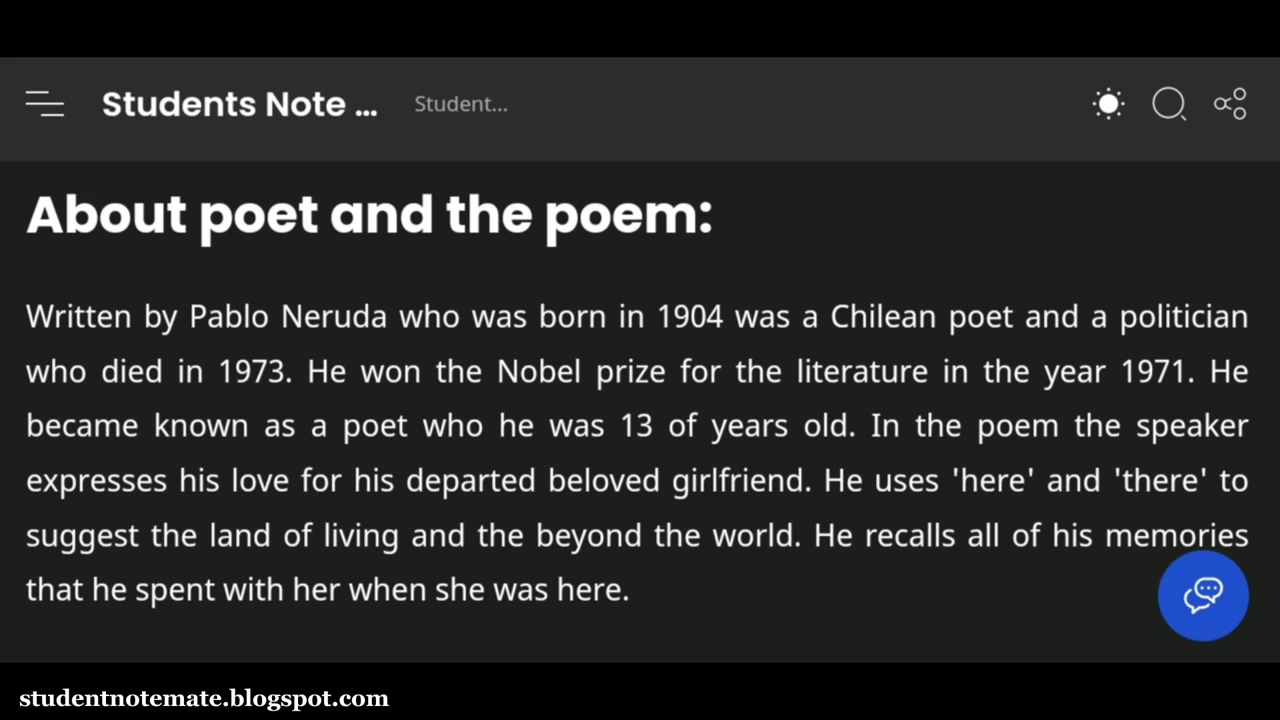 Students Note ... Student...
About poet and the poem:
Written by Pablo Neruda who was born in 1904 was a Chilean poet and a politician
who died in 1973. He won the Nobel prize for the literature in the year 1971. He
became known as a poet who he was 13 of years old. In the poem the speaker
expresses his love for his departed beloved girlfriend. He uses 'here' and 'there' to
suggest the land of living and the beyond the world. He recalls all of his memories
that he spent with her when she was here.
studentnotemate.blogspot.com